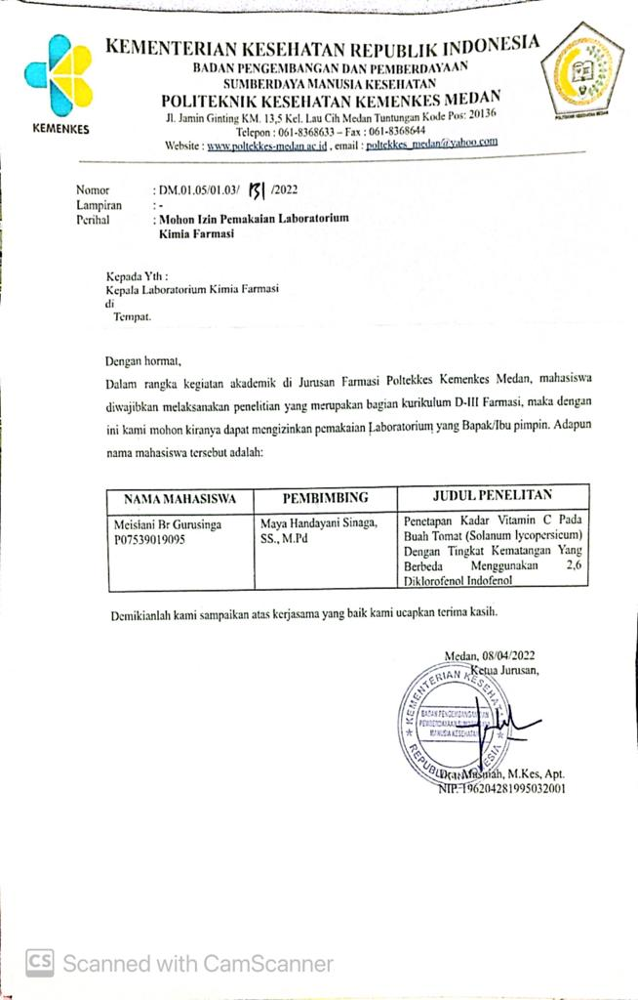 KEMENKES
KEMENTERIAN KESEHATAN REPUBLIK INDONESIA
BADAN PENGEMBANGAN DAN PEMBERDAYAAN
SUMBERDAYA MANUSIA KESEHATAN
POLITEKNIK KESEHATAN KEMENKES MEDAN
Jl. Jamin Ginting KM. 13,5 Kel. Lau Cih Medan Tuntungan Kode Pos: 20136
Telepon : 061-8368633 – Fax : 061-8368644
Website : www.poltekkes-medan.ac.id , email : poltekkes_medan@yahoo.com
POLITEKNIK KESEHATAN MEDAN
Nomor : DM.01.05/01.03/ 131 /2022
Lampiran : -
Perihal : Mohon Izin Pemakaian Laboratorium
Kimia Farmasi
Kepada Yth :
Kepala Laboratorium Kimia Farmasi
di
Tempat.
Dengan hormat,
Dalam rangka kegiatan akademik di Jurusan Farmasi Poltekkes Kemenkes Medan, mahasiswa
diwajibkan melaksanakan penelitian yang merupakan bagian kurikulum D-III Farmasi, maka dengan
ini kami mohon kiranya dapat mengizinkan pemakaian Laboratorium yang Bapak/Ibu pimpin. Adapun
nama mahasiswa tersebut adalah:
NAMA MAHASISWA PEMBIMBING JUDUL PENELITAN
Meisiani Br Gurusinga Maya Handayani Sinaga, Penetapan Kadar Vitamin C Pada
P07539019095 SS., M.Pd Buah Tomat (Solanum lycopersicum)
Dengan Tingkat Kematangan Yang
Berbeda Menggunakan 2,6
Diklorofenol Indofenol
Demikianlah kami sampaikan atas kerjasama yang baik kami ucapkan terima kasih.
Medan, 08/04/2022
Ketua Jurusan,
KEMENTERIAN KESEHATAN
BADAN PENGEMBANGAN DAN
PEMBERDAYAAN SUMBERDAYA
MANUSIA KESEHATAN
REPUBLIK INDONESIA
Dra. Masniah, M.Kes, Apt.
NIP. 196204281995032001
CS Scanned with CamScanner